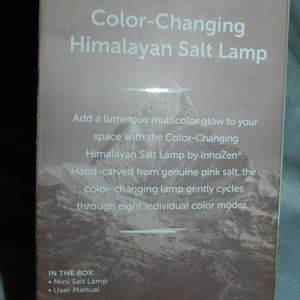 Color-Changing
Himalayan Salt Lamp
Add a luminous multicolor glow to your
space with the Color-Changing
Himalayan Salt Lamp by InnoZen®.
Hand-carved from genuine pink salt, the
color-changing lamp gently cycles
through eight individual color modes.
IN THE BOX:
• Mini Salt Lamp
• User Manual